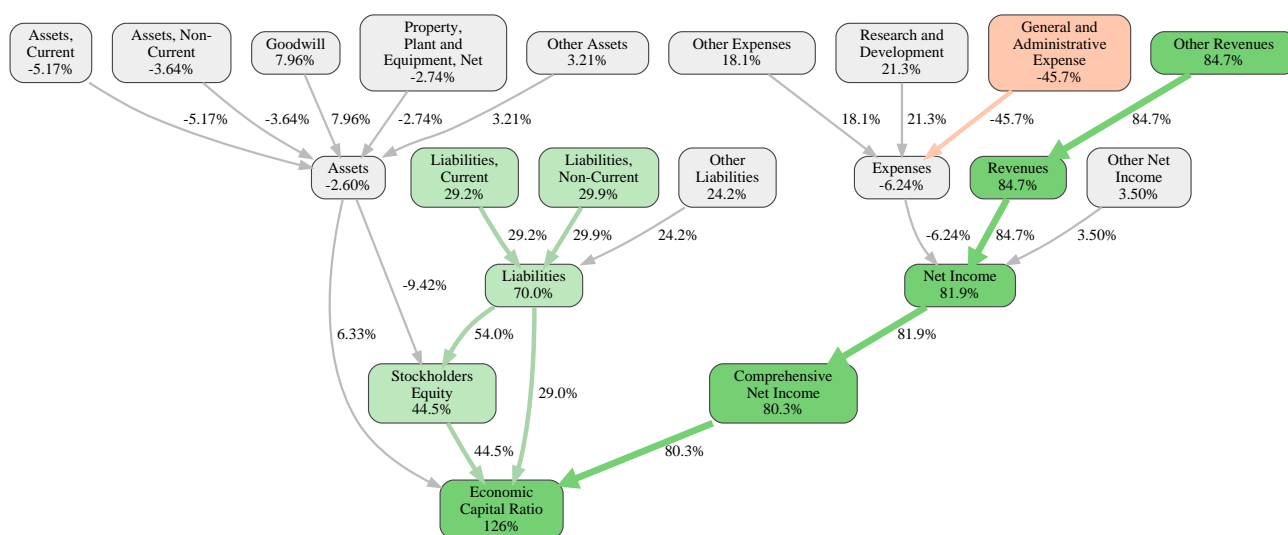 Assets,
Current
-5.17%
Assets, Non-
Current
-3.64%
Goodwill
7.96%
Property,
Plant and
Equipment, Net
-2.74%
Other Assets
3.21%
Other Expenses
18.1%
Research and
Development
21.3%
General and
Administrative
Expense
-45.7%
Other Revenues
84.7%
-5.17%
-3.64%
7.96%
-2.74%
3.21%
18.1%
21.3%
-45.7%
84.7%
Assets
-2.60%
Liabilities,
Current
29.2%
Liabilities,
Non-Current
29.9%
Other
Liabilities
24.2%
Expenses
-6.24%
Revenues
84.7%
Other Net
Income
3.50%
29.2%
29.9%
24.2%
-6.24%
84.7%
3.50%
-9.42%
Liabilities
70.0%
Net Income
81.9%
6.33%
54.0%
81.9%
Stockholders
Equity
44.5%
29.0%
Comprehensive
Net Income
80.3%
44.5%
80.3%
Economic
Capital Ratio
126%